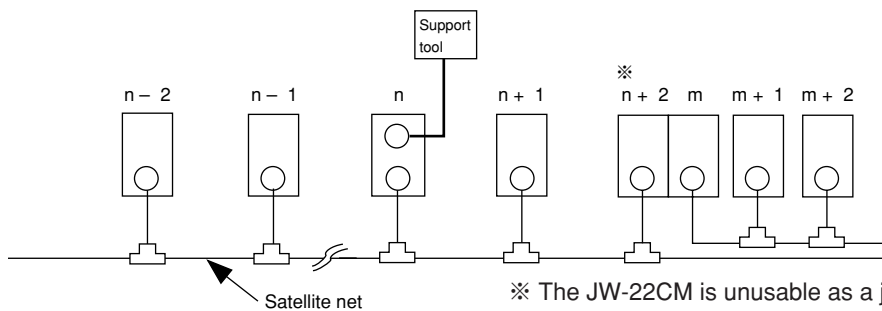 Support
tool
※
n – 2 n – 1 n n + 1 n + 2 m m + 1 m + 2
Satellite net
※ The JW-22CM is unusable as a